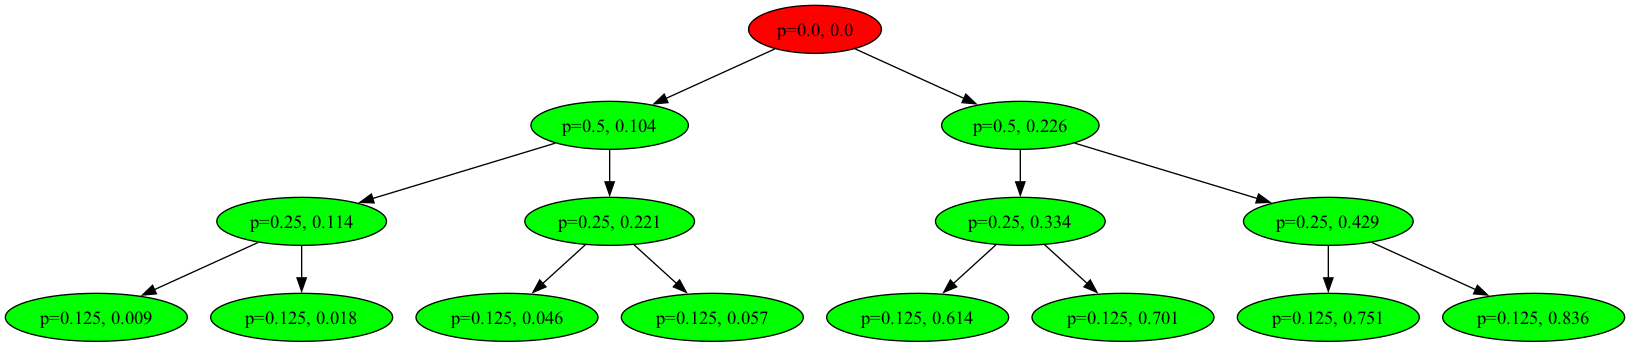 p=0.0, 0.0
p=0.5, 0.104
p=0.5, 0.226
p=0.25, 0.114
p=0.25, 0.221
p=0.25, 0.334
p=0.25, 0.429
p=0.125, 0.009
p=0.125, 0.018
p=0.125, 0.046
p=0.125, 0.057
p=0.125, 0.614
p=0.125, 0.701
p=0.125, 0.751
p=0.125, 0.836